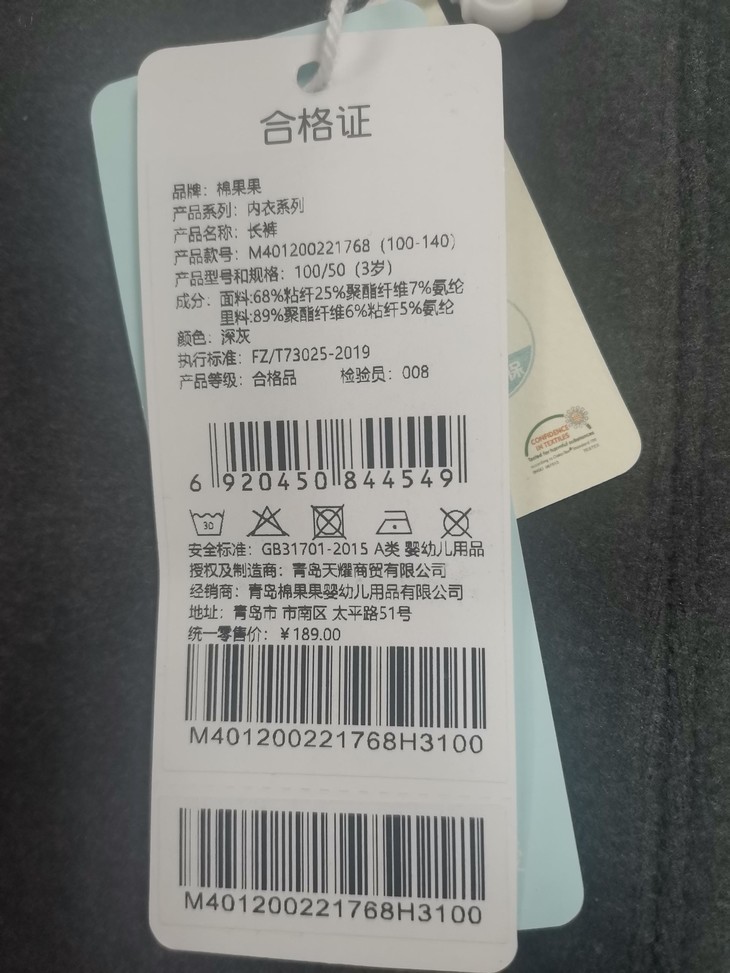 合格证
品牌：棉果果
产品系列：内衣系列
产品名称：长裤
产品款号：M401200221768（100-140）
产品型号和规格：100/50（3岁）
成分：面料:68%粘纤25%聚酯纤维7%氨纶
里料:89%聚酯纤维6%粘纤5%氨纶
颜色：深灰
执行标准：FZ/T73025-2019
产品等级：合格品 检验员：008
6 920450 844549
30
安全标准：GB31701-2015 A类 婴幼儿用品
授权及制造商：青岛天耀商贸有限公司
经销商：青岛棉果果婴幼儿用品有限公司
地址：青岛市 市南区 太平路51号
统一零售价：￥189.00
M401200221768H3100
M401200221768H3100
保
CONFIDENCE
IN TEXTILES
Tested for harmful substances